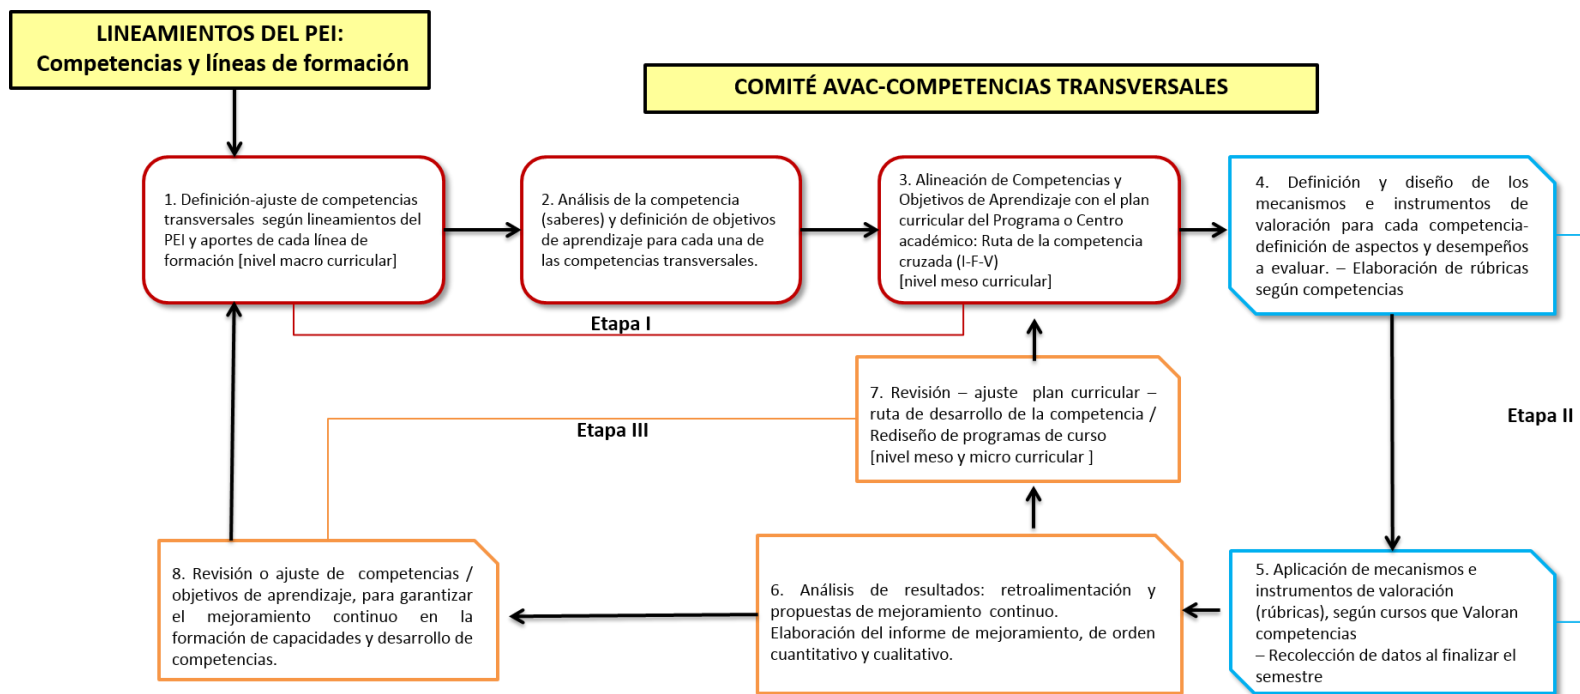 LINEAMIENTOS DEL PEI:
Competencias y líneas de formación
COMITÉ AVAC-COMPETENCIAS TRANSVERSALES
1. Definición-ajuste de competencias
transversales según lineamientos del
PEI y aportes de cada línea de
formación [nivel macro curricular]
2. Análisis de la competencia
(saberes) y definición de objetivos
de aprendizaje para cada una de
las competencias transversales.
3. Alineación de Competencias y
Objetivos de Aprendizaje con el plan
curricular del Programa o Centro
académico: Ruta de la competencia
cruzada (I-F-V)
[nivel meso curricular]
4. Definición y diseño de los
mecanismos e instrumentos de
valoración para cada competencia-
definición de aspectos y desempeños
a evaluar. – Elaboración de rúbricas
según competencias
Etapa I
7. Revisión – ajuste plan curricular –
ruta de desarrollo de la competencia /
Rediseño de programas de curso
[nivel meso y micro curricular ]
Etapa II
Etapa III
8. Revisión o ajuste de competencias /
objetivos de aprendizaje, para garantizar
el mejoramiento continuo en la
formación de capacidades y desarrollo de
competencias.
6. Análisis de resultados: retroalimentación y
propuestas de mejoramiento continuo.
Elaboración del informe de mejoramiento, de orden
cuantitativo y cualitativo.
5. Aplicación de mecanismos e
instrumentos de valoración
(rúbricas), según cursos que Valoran
competencias
– Recolección de datos al finalizar el
semestre